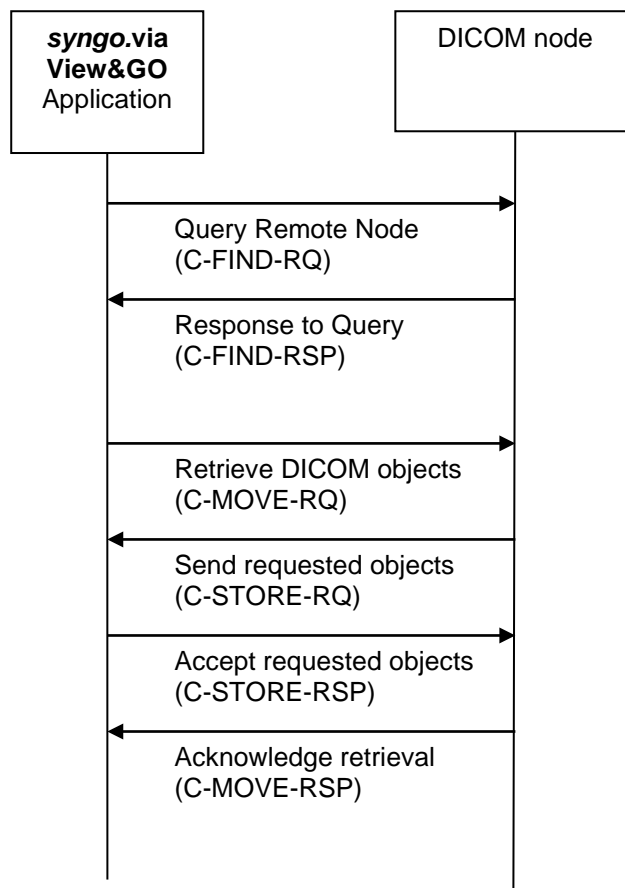 syngo.via
View&GO
Application
DICOM node
Query Remote Node
(C-FIND-RQ)
Response to Query
(C-FIND-RSP)
Retrieve DICOM objects
(C-MOVE-RQ)
Send requested objects
(C-STORE-RQ)
Accept requested objects
(C-STORE-RSP)
Acknowledge retrieval
(C-MOVE-RSP)